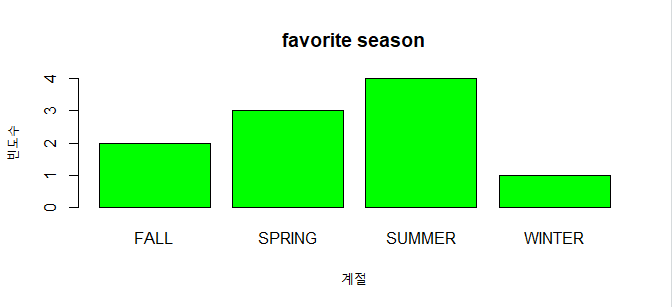 favorite season
빈도수
4
3
2
1
0
FALL SPRING SUMMER WINTER
계절